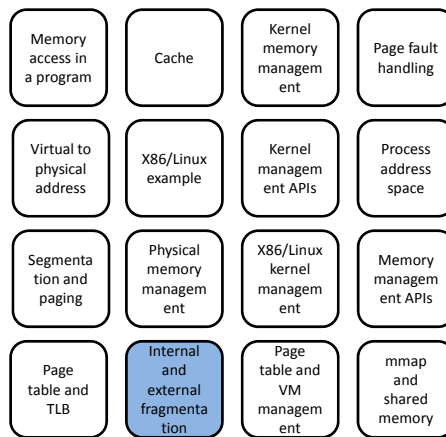 Memory
access in
a program
Cache
Kernel
memory
managem
ent
Page fault
handling
Virtual to
physical
address
X86/Linux
example
Kernel
managem
ent APIs
Process
address
space
Segmenta
tion and
paging
Physical
memory
managem
ent
X86/Linux
kernel
managem
ent
Memory
managem
ent APIs
Page
table and
TLB
Internal
and
external
fragmenta
tion
Page
table and
VM
managem
ent
mmap
and
shared
memory